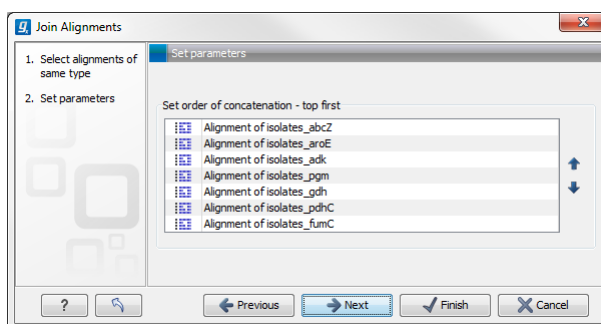 Join Alignments
1. Select alignments of
same type
2. Set parameters
Set parameters
Set order of concatenation - top first
Alignment of isolates_abcZ
Alignment of isolates_aroE
Alignment of isolates_adk
Alignment of isolates_pgm
Alignment of isolates_gdh
Alignment of isolates_pdhC
Alignment of isolates_fumC
?
Previous
Next
Finish
Cancel